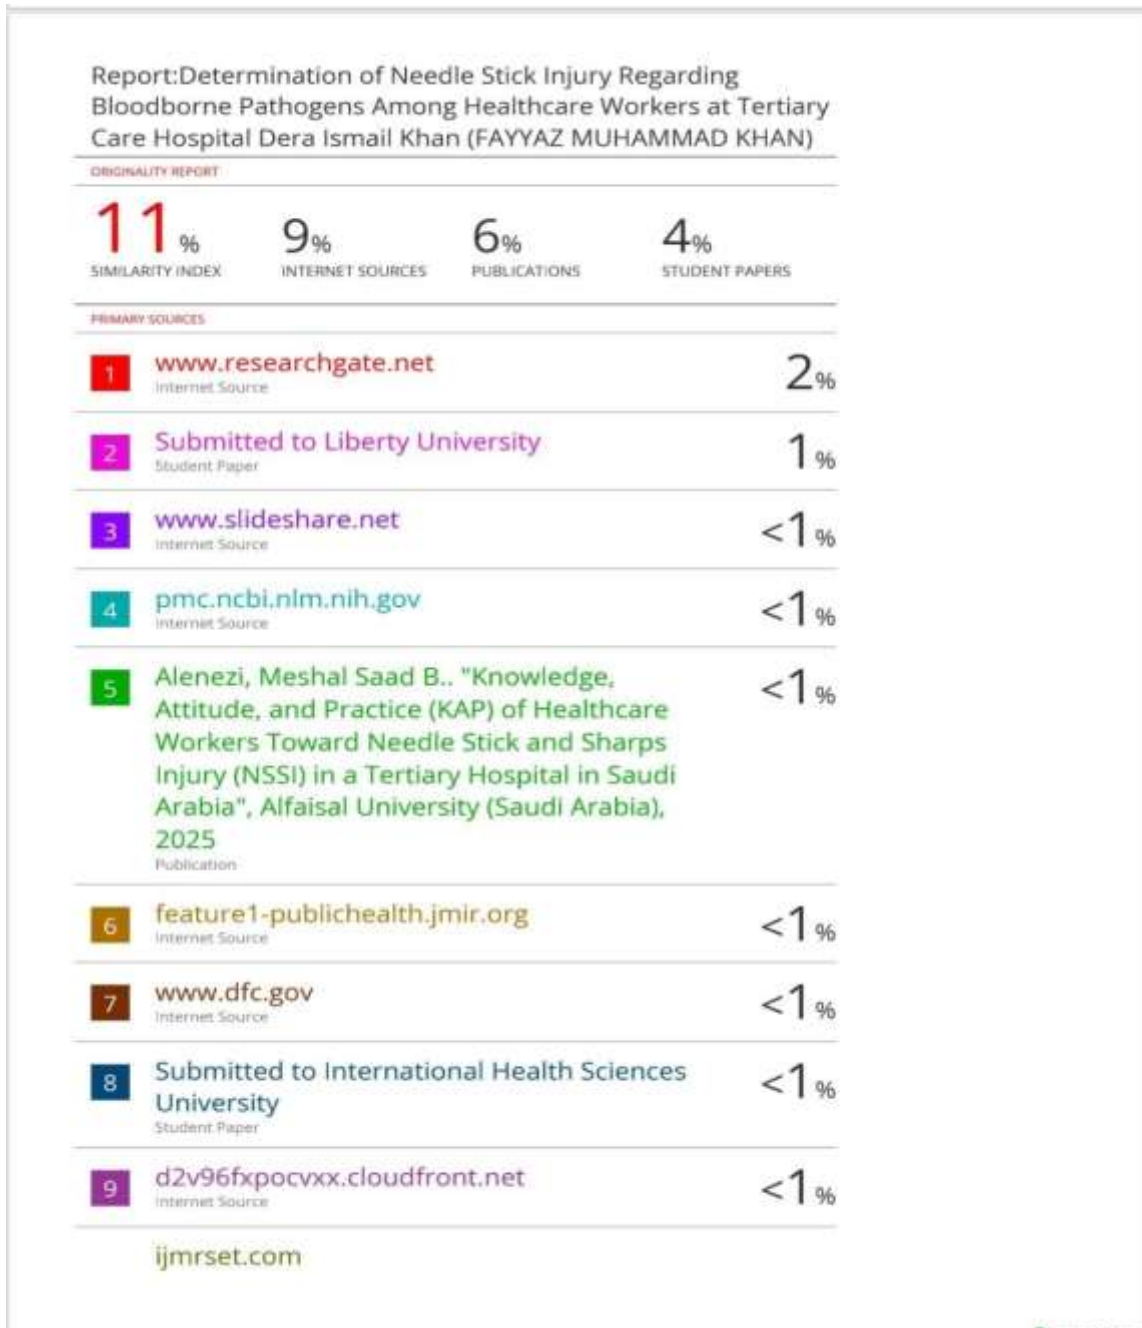 Report:Determination of Needle Stick Injury Regarding
Bloodborne Pathogens Among Healthcare Workers at Tertiary
Care Hospital Dera Ismail Khan (FAYYAZ MUHAMMAD KHAN)
ORIGINALITY REPORT
11% 9% 6% 4%
SIMILARITY INDEX INTERNET SOURCES PUBLICATIONS STUDENT PAPERS
PRIMARY SOURCES
1 www.researchgate.net 2%
Internet Source
2 Submitted to Liberty University 1%
Student Paper
3 www.slideshare.net <1%
Internet Source
4 pmc.ncbi.nlm.nih.gov <1%
Internet Source
5 Alenezi, Meshal Saad B.. "Knowledge, <1%
Attitude, and Practice (KAP) of Healthcare
Workers Toward Needle Stick and Sharps
Injury (NSSI) in a Tertiary Hospital in Saudi
Arabia", Alfaisal University (Saudi Arabia),
2025
Publication
6 feature1-publichealth.jmir.org <1%
Internet Source
7 www.dfc.gov <1%
Internet Source
8 Submitted to International Health Sciences <1%
University
Student Paper
9 d2v96fxpocvxx.cloudfront.net <1%
Internet Source
ijmrset.com